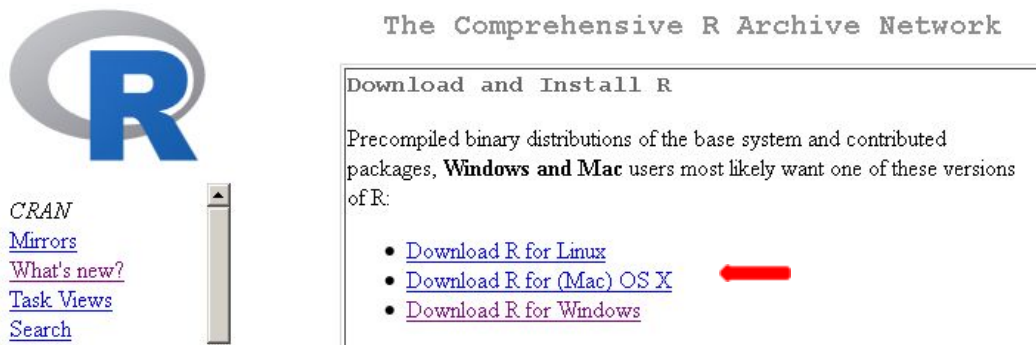 R
The Comprehensive R Archive Network
Download and Install R
Precompiled binary distributions of the base system and contributed
packages, Windows and Mac users most likely want one of these versions
of R:
Download R for Linux
Download R for (Mac) OS X
Download R for Windows
CRAN
Mirrors
What's new?
Task Views
Search